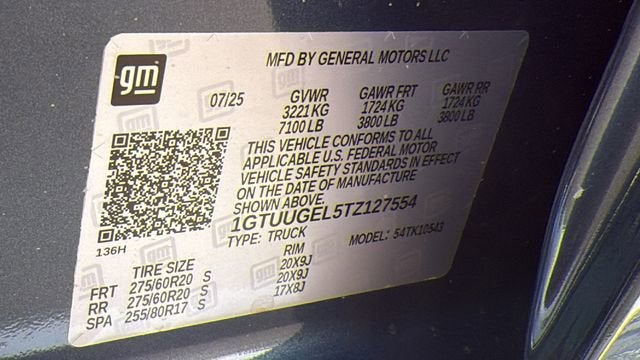 gm
MFD BY GENERAL MOTORS LLC
07/25 GVWR GAWR FRT GAWR RR
3221 KG 1724 KG 1724 KG
7100 LB 3800 LB 3800 LB
THIS VEHICLE CONFORMS TO ALL
APPLICABLE U.S. FEDERAL MOTOR
VEHICLE SAFETY STANDARDS IN EFFECT
ON THE DATE OF MANUFACTURE
SHOWN ABOVE.
1GTUUGEL5TZ127554
TYPE: TRUCK MODEL: 54TK10543
136H
TIRE SIZE RIM
FRT 275/60R20 S 20X9J
RR 275/60R20 S 20X9J
SPA 255/80R17 S 17X8J